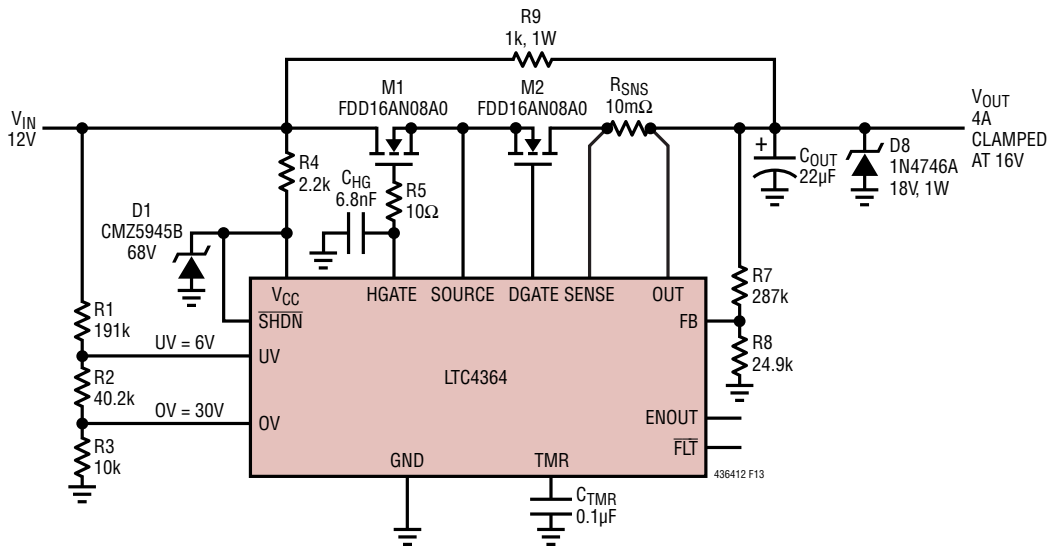 R9
1k, 1W
M1
FDD16AN08A0
M2
FDD16AN08A0
RSNS
10mΩ
VIN
12V
VOUT
4A
CLAMPED
AT 16V
R4
2.2k
CHG
6.8nF
R5
10Ω
+
COUT
22µF
D8
1N4746A
18V, 1W
D1
CMZ5945B
68V
VCC
HGATE
SOURCE
DGATE
SENSE
OUT
SHDN
R7
287k
R1
191k
FB
UV = 6V
UV
R8
24.9k
LTC4364
R2
40.2k
OV = 30V
OV
ENOUT
R3
10k
GND
TMR
FLT
436412 F13
CTMR
0.1µF